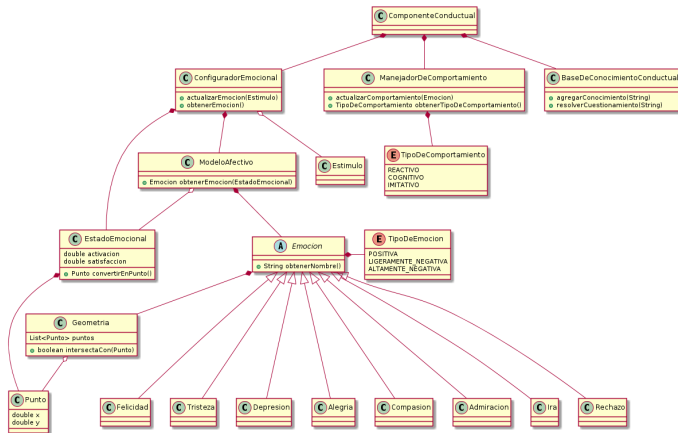 C ComponenteConductual
C ConfiguradorEmocional
actualizarEmocion(Estimulo)
obtenerEmocion()
C ManejadorDeComportamiento
actualizarComportamiento(Emocion)
TipoDeComportamiento obtenerTipoDeComportamiento()
C BaseDeConocimientoConductual
agregarConocimiento(String)
resolverCuestionamiento(String)
C ModeloAfectivo
Emocion obtenerEmocion(EstadoEmocional)
C Estimulo
E TipoDeComportamiento
REACTIVO
COGNITIVO
IMITATIVO
C EstadoEmocional
double activacion
double satisfaccion
Punto convertirEnPunto()
A Emocion
String obtenerNombre()
E TipoDeEmocion
POSITIVA
LIGERAMENTE_NEGATIVA
ALTAMENTE_NEGATIVA
C Geometria
List<Punto> puntos
boolean intersectaCon(Punto)
C Punto
double x
double y
C Felicidad
C Tristeza
C Depresion
C Alegria
C Compasion
C Admiracion
C Ira
C Rechazo